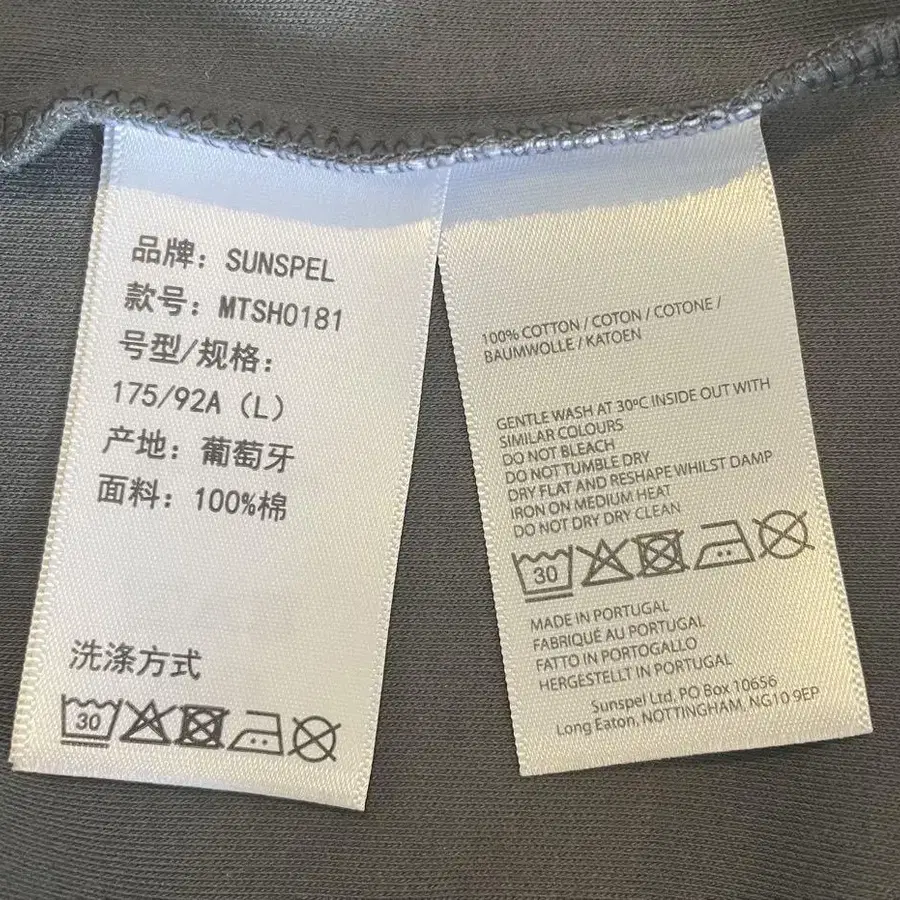 品牌：SUNSPEL
款号：MTSH0181
号型/规格：
175/92A（L）
产地：葡萄牙
面料：100%棉
洗涤方式
30
100% COTTON / COTON / COTONE /
BAUMWOLLE / KATOEN
GENTLE WASH AT 30ºC INSIDE OUT WITH
SIMILAR COLOURS
DO NOT BLEACH
DO NOT TUMBLE DRY
DRY FLAT AND RESHAPE WHILST DAMP
IRON ON MEDIUM HEAT
DO NOT DRY DRY CLEAN
30
MADE IN PORTUGAL
FABRIQUÉ AU PORTUGAL
FATTO IN PORTOGALLO
HERGESTELLT IN PORTUGAL
Sunspel Ltd, PO Box 10656
Long Eaton, NOTTINGHAM, NG10 9EP